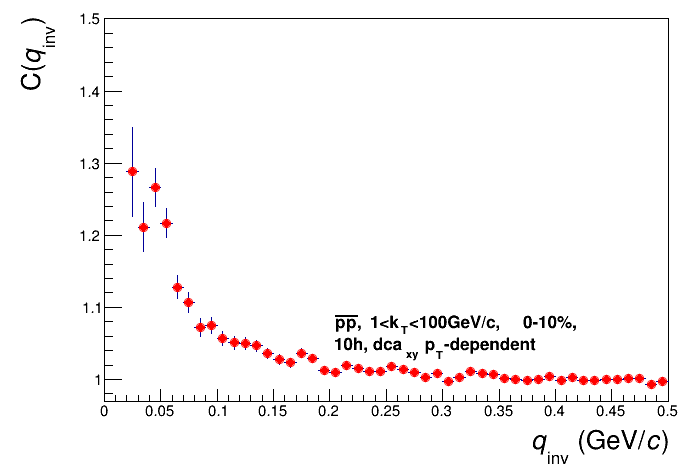 C(q_inv)
1.5
1.4
1.3
1.2
1.1
1
p̅p̅, 1<k_T<100GeV/c, 0-10%,
10h, dca_xy p_T-dependent
0 0.05 0.1 0.15 0.2 0.25 0.3 0.35 0.4 0.45 0.5
q_inv (GeV/c)